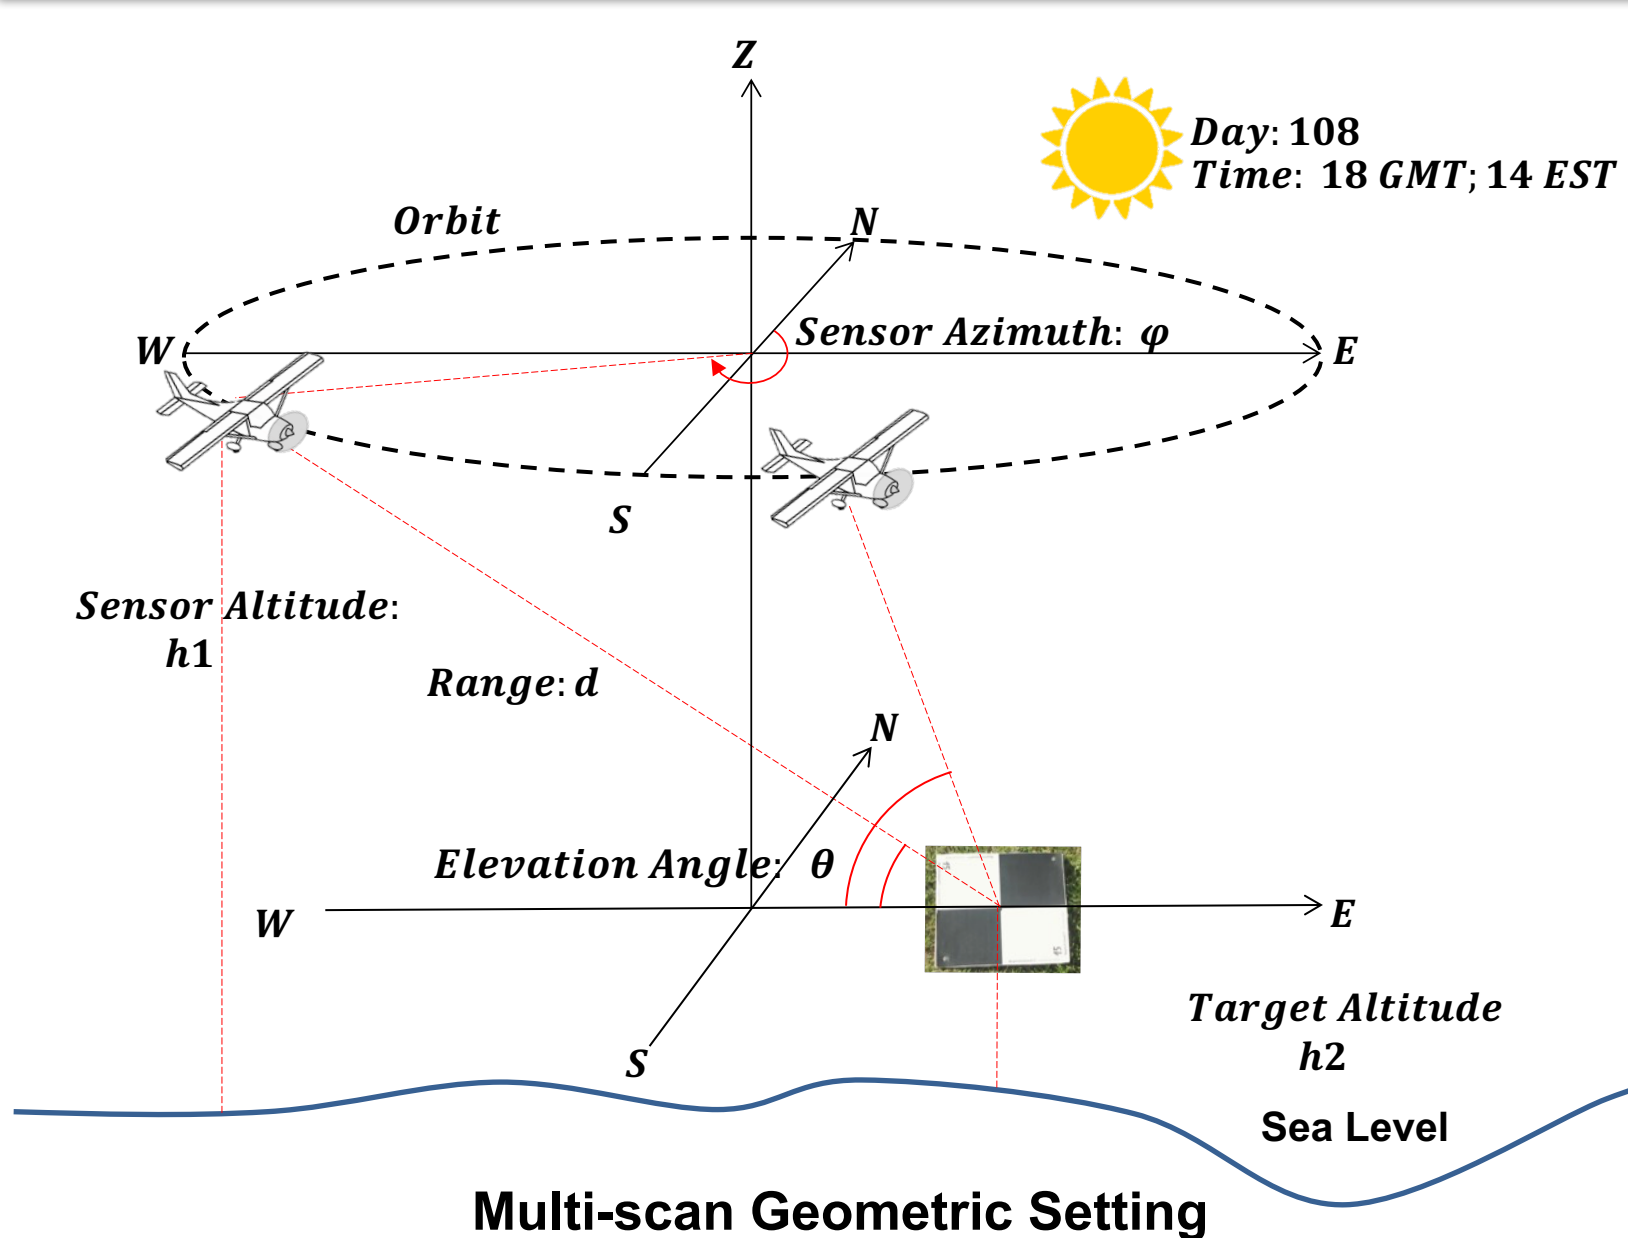 Z
Day: 108
Time: 18 GMT; 14 EST
Orbit
N
Sensor Azimuth: φ
W
E
S
Sensor Altitude:
h1
Range: d
N
Elevation Angle: θ
W
E
Target Altitude
h2
S
Sea Level
Multi-scan Geometric Setting